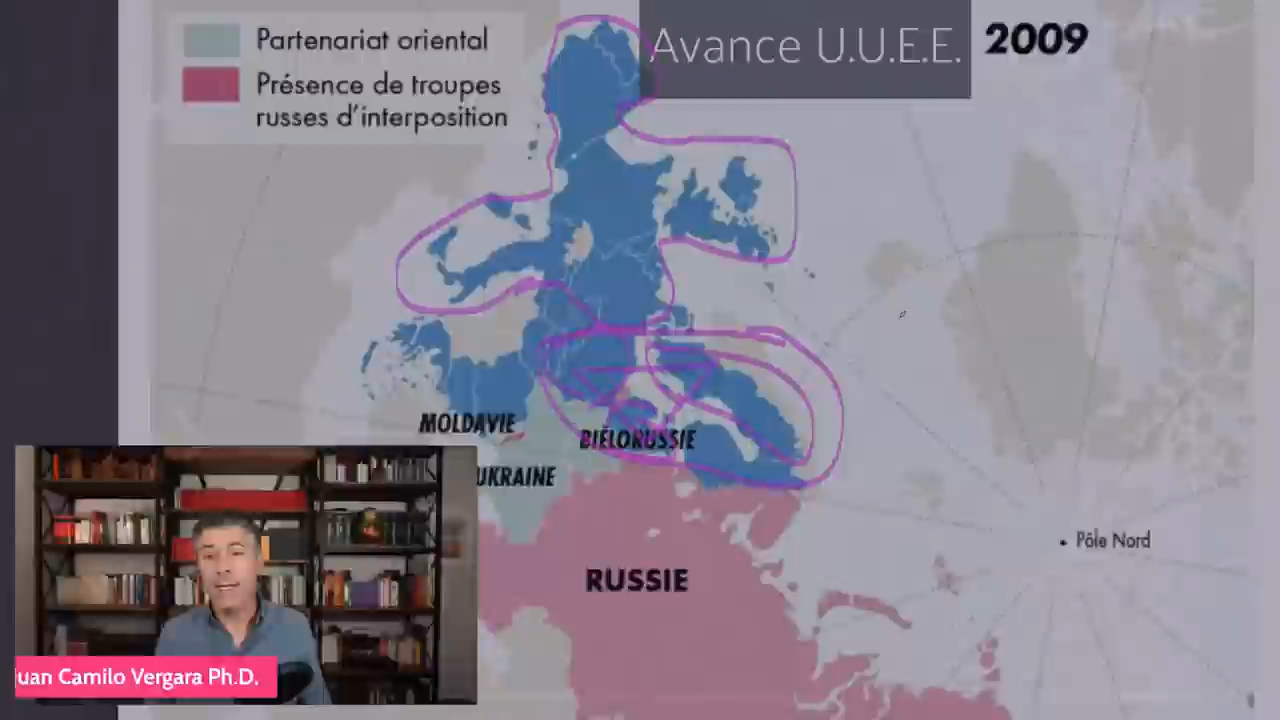 Partenariat oriental
Présence de troupes
russes d'interposition
Avance U.U.E.E.
2009
MOLDAVIE
BIÉLORUSSIE
UKRAINE
Pôle Nord
RUSSIE
uan Camilo Vergara Ph.D.